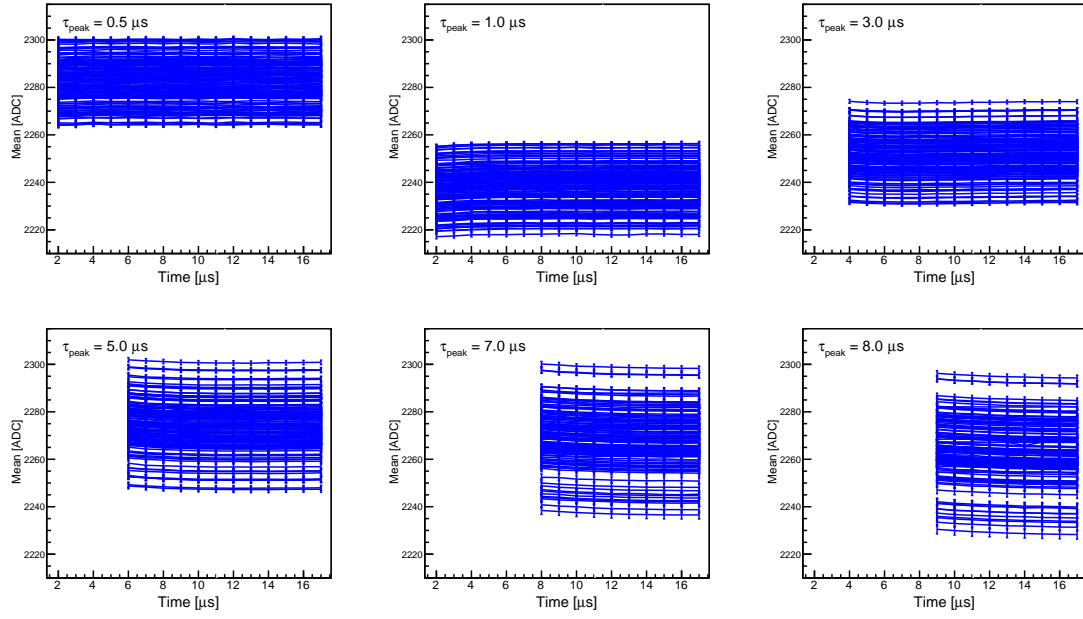 τpeak = 0.5 μs
2300
2280
2260
2240
2220
Mean [ADC]
2 4 6 8 10 12 14 16
Time [μs]
τpeak = 1.0 μs
2300
2280
2260
2240
2220
Mean [ADC]
2 4 6 8 10 12 14 16
Time [μs]
τpeak = 3.0 μs
2300
2280
2260
2240
2220
Mean [ADC]
2 4 6 8 10 12 14 16
Time [μs]
τpeak = 5.0 μs
2300
2280
2260
2240
2220
Mean [ADC]
2 4 6 8 10 12 14 16
Time [μs]
τpeak = 7.0 μs
2300
2280
2260
2240
2220
Mean [ADC]
2 4 6 8 10 12 14 16
Time [μs]
τpeak = 8.0 μs
2300
2280
2260
2240
2220
Mean [ADC]
2 4 6 8 10 12 14 16
Time [μs]